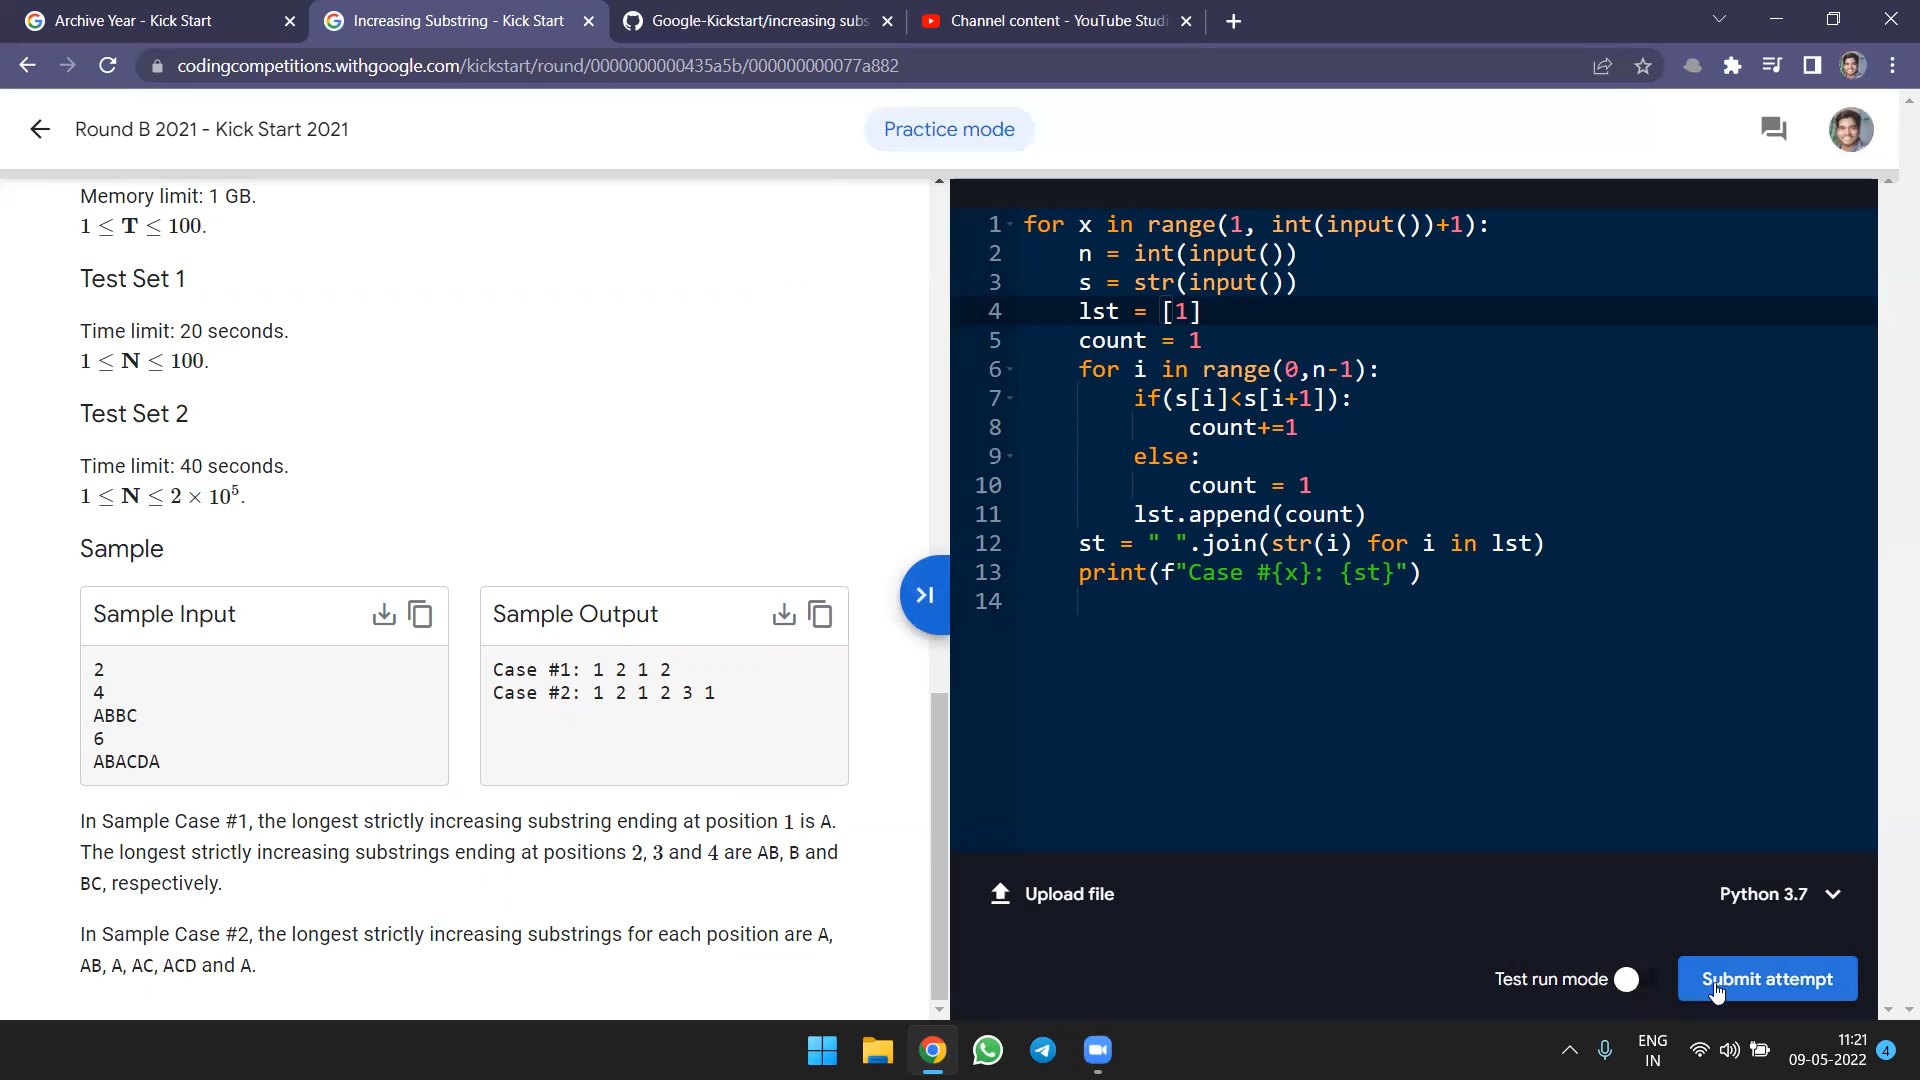 Archive Year - Kick Start
Increasing Substring - Kick Start
Google-Kickstart/increasing subs
Channel content - YouTube Studi
codingcompetitions.withgoogle.com/kickstart/round/0000000000435a5b/000000000077a882
Round B 2021 - Kick Start 2021
Practice mode
Memory limit: 1 GB.
1 ≤ T ≤ 100.
Test Set 1
Time limit: 20 seconds.
1 ≤ N ≤ 100.
Test Set 2
Time limit: 40 seconds.
1 ≤ N ≤ 2 × 10⁵.
Sample
Sample Input
2
4
ABBC
6
ABACDA
Sample Output
Case #1: 1 2 1 2
Case #2: 1 2 1 2 3 1
In Sample Case #1, the longest strictly increasing substring ending at position 1 is A.
The longest strictly increasing substrings ending at positions 2, 3 and 4 are AB, B and
BC, respectively.
In Sample Case #2, the longest strictly increasing substrings for each position are A,
AB, A, AC, ACD and A.
1 for x in range(1, int(input())+1):
2     n = int(input())
3     s = str(input())
4     lst = [1]
5     count = 1
6     for i in range(0,n-1):
7         if(s[i]<s[i+1]):
8             count+=1
9         else:
10             count = 1
11         lst.append(count)
12     st = " ".join(str(i) for i in lst)
13     print(f"Case #{x}: {st}")
14
Upload file
Python 3.7
Test run mode
Submit attempt
ENG
IN
11:21
09-05-2022
4